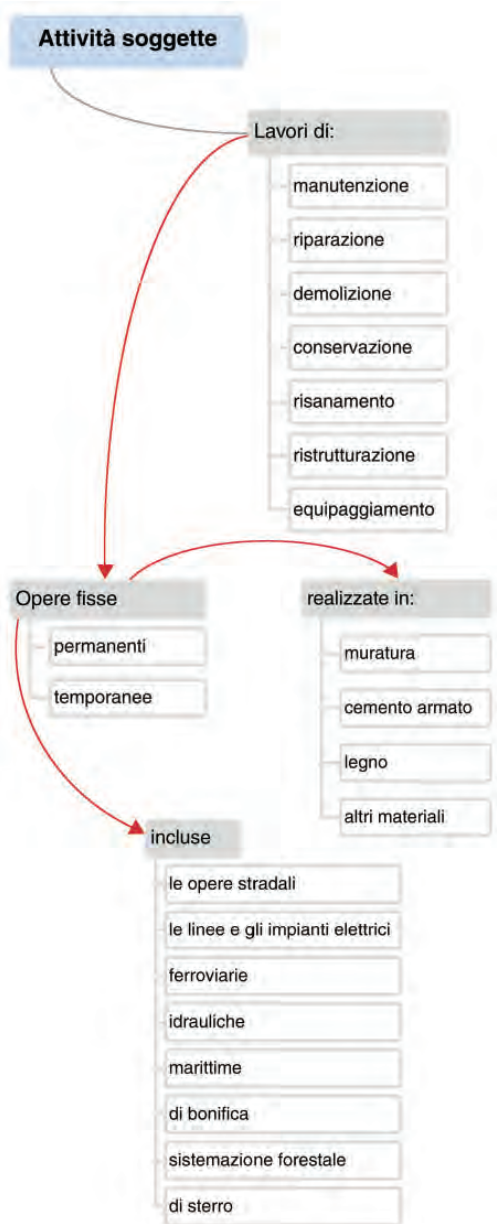 Attività soggette
Lavori di:
manutenzione
riparazione
demolizione
conservazione
risanamento
ristrutturazione
equipaggiamento
Opere fisse
permanenti
temporanee
realizzate in:
muratura
cemento armato
legno
altri materiali
incluse
le opere stradali
le linee e gli impianti elettrici
ferroviarie
idrauliche
marittime
di bonifica
sistemazione forestale
di sterro